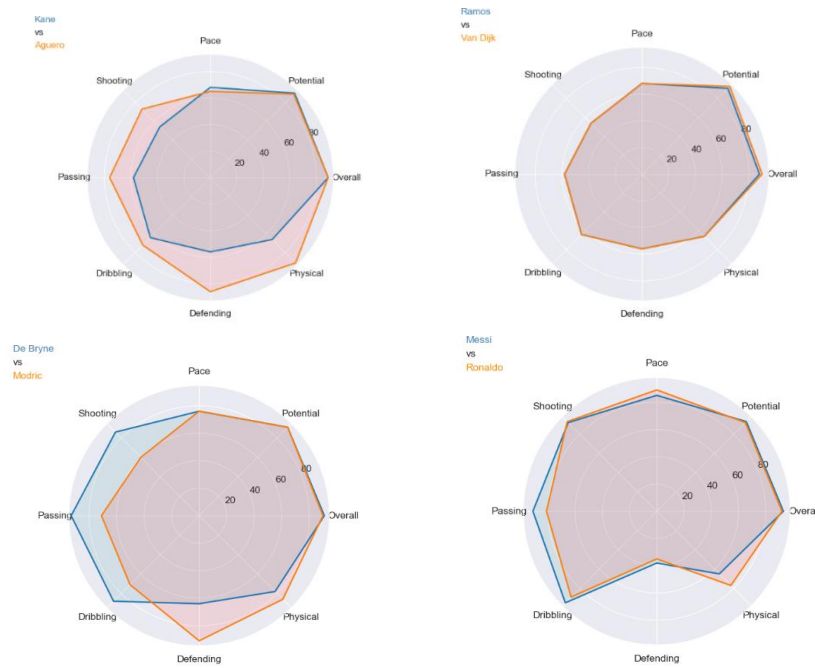 Kane
vs
Aguero
Pace
Shooting
Potential
Passing
20
40
60
80
Overall
Dribbling
Physical
Defending
Ramos
vs
Van Dijk
Pace
Shooting
Potential
Passing
20
40
60
80
Overall
Dribbling
Physical
Defending
De Bryne
vs
Modric
Pace
Shooting
Potential
Passing
20
40
60
80
Overall
Dribbling
Physical
Defending
Messi
vs
Ronaldo
Pace
Shooting
Potential
Passing
20
40
60
80
Overa
Dribbling
Physical
Defending